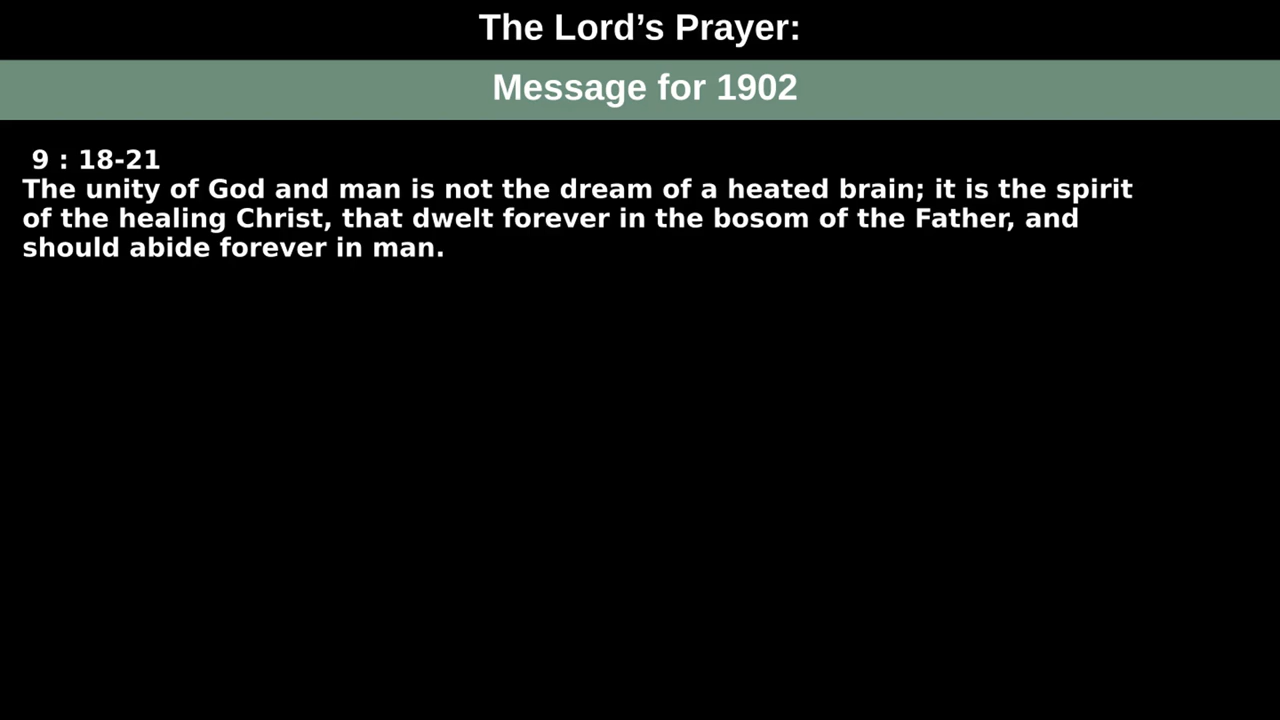 The Lord’s Prayer:
Message for 1902
9 : 18-21
The unity of God and man is not the dream of a heated brain; it is the spirit
of the healing Christ, that dwelt forever in the bosom of the Father, and
should abide forever in man.